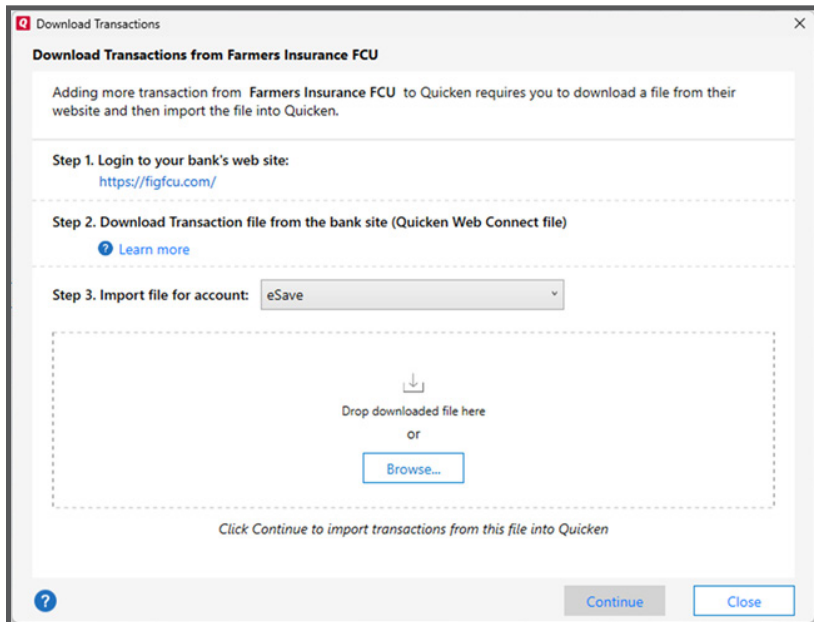 Download Transactions
Download Transactions from Farmers Insurance FCU
Adding more transaction from Farmers Insurance FCU to Quicken requires you to download a file from their
website and then import the file into Quicken.
Step 1. Login to your bank's web site:
https://figfcu.com/
Step 2. Download Transaction file from the bank site (Quicken Web Connect file)
? Learn more
Step 3. Import file for account: eSave
Drop downloaded file here
or
Browse...
Click Continue to import transactions from this file into Quicken
? Continue Close